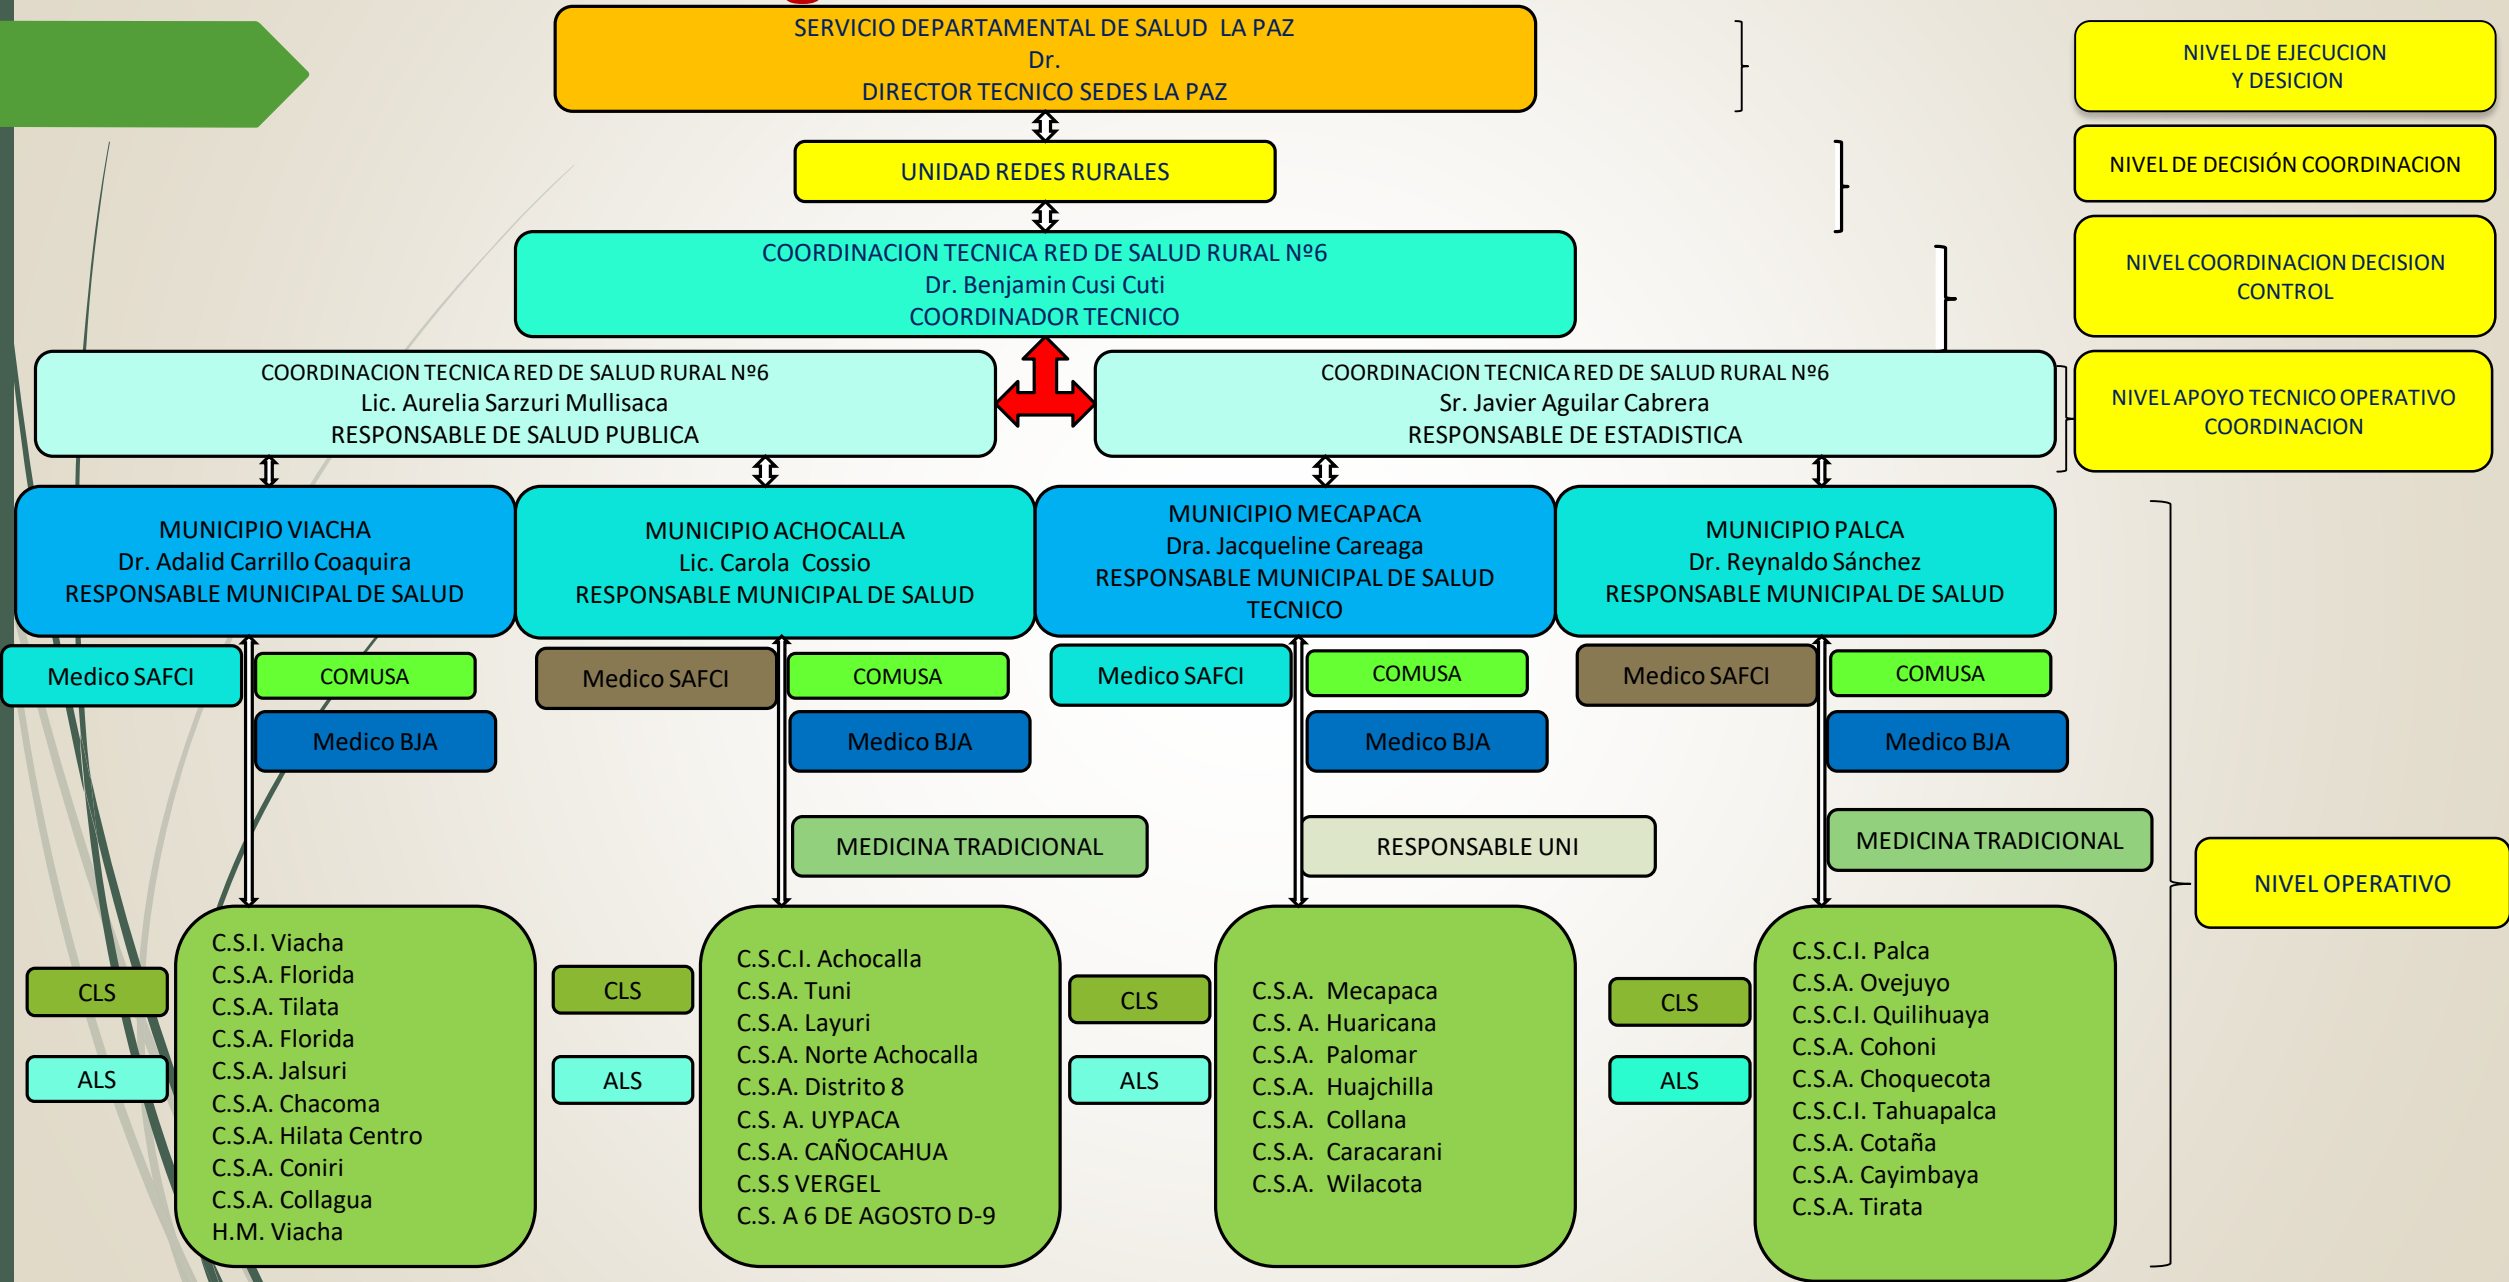 SERVICIO DEPARTAMENTAL DE SALUD LA PAZ
Dr.
DIRECTOR TECNICO SEDES LA PAZ
NIVEL DE EJECUCION
Y DESICION
UNIDAD REDES RURALES
NIVEL DE DECISIÓN COORDINACION
COORDINACION TECNICA RED DE SALUD RURAL Nº6
Dr. Benjamin Cusi Cuti
COORDINADOR TECNICO
NIVEL COORDINACION DECISION
CONTROL
COORDINACION TECNICA RED DE SALUD RURAL Nº6
Lic. Aurelia Sarzuri Mullisaca
RESPONSABLE DE SALUD PUBLICA
COORDINACION TECNICA RED DE SALUD RURAL Nº6
Sr. Javier Aguilar Cabrera
RESPONSABLE DE ESTADISTICA
NIVEL APOYO TECNICO OPERATIVO
COORDINACION
MUNICIPIO VIACHA
Dr. Adalid Carrillo Coaquira
RESPONSABLE MUNICIPAL DE SALUD
MUNICIPIO ACHOCALLA
Lic. Carola Cossio
RESPONSABLE MUNICIPAL DE SALUD
MUNICIPIO MECAPACA
Dra. Jacqueline Careaga
RESPONSABLE MUNICIPAL DE SALUD
TECNICO
MUNICIPIO PALCA
Dr. Reynaldo Sánchez
RESPONSABLE MUNICIPAL DE SALUD
Medico SAFCI
COMUSA
Medico BJA
Medico SAFCI
COMUSA
Medico BJA
Medico SAFCI
COMUSA
Medico BJA
Medico SAFCI
COMUSA
Medico BJA
MEDICINA TRADICIONAL
RESPONSABLE UNI
MEDICINA TRADICIONAL
NIVEL OPERATIVO
CLS
ALS
C.S.I. Viacha
C.S.A. Florida
C.S.A. Tilata
C.S.A. Florida
C.S.A. Jalsuri
C.S.A. Chacoma
C.S.A. Hilata Centro
C.S.A. Coniri
C.S.A. Collagua
H.M. Viacha
CLS
ALS
C.S.C.I. Achocalla
C.S.A. Tuni
C.S.A. Layuri
C.S.A. Norte Achocalla
C.S.A. Distrito 8
C.S. A. UYPACA
C.S.A. CAÑOCAHUA
C.S.S VERGEL
C.S. A 6 DE AGOSTO D-9
CLS
ALS
C.S.A. Mecapaca
C.S. A. Huaricana
C.S.A. Palomar
C.S.A. Huajchilla
C.S.A. Collana
C.S.A. Caracarani
C.S.A. Wilacota
CLS
ALS
C.S.C.I. Palca
C.S.A. Ovejuyo
C.S.C.I. Quilihuaya
C.S.A. Cohoni
C.S.A. Choquecota
C.S.C.I. Tahuapalca
C.S.A. Cotaña
C.S.A. Cayimbaya
C.S.A. Tirata